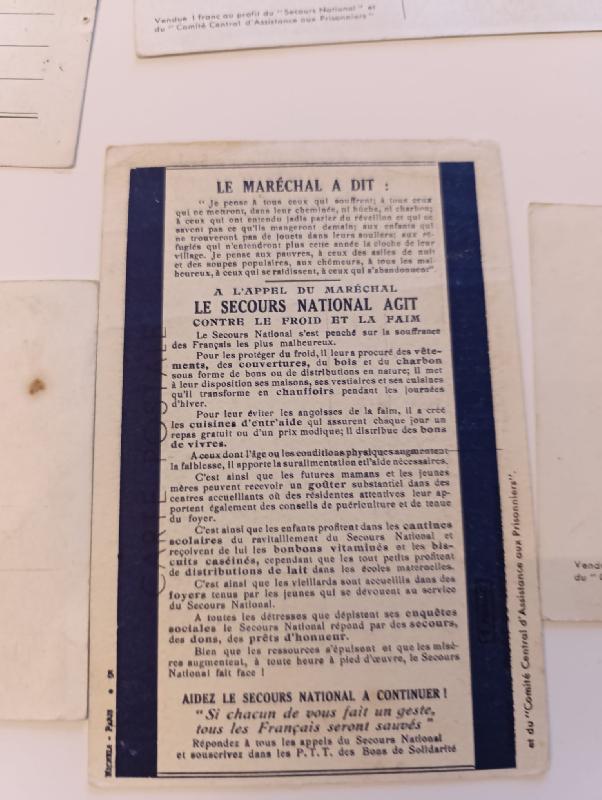 Vendue 1 franc au profit du "Secours National" et
du "Comité Central d'Assistance aux Prisonniers"
LE MARÉCHAL A DIT :
" Je pense à tous ceux qui souffrent; à tous ceux
qui ne mettront, dans leur cheminée, ni bûche, ni charbon;
à ceux qui ont entendu jadis parler du réveillon et qui ne
savent pas ce qu'ils mangeront demain; aux enfants qui
ne trouveront pas de jouets dans leurs souliers; aux ré-
fugiés qui n'entendront plus cette année la cloche de leur
village. Je pense aux pauvres, à ceux des asiles de nuit
et des soupes populaires, aux chômeurs, à tous les mal-
heureux, à ceux qui se raidissent, à ceux qui s'abandonnent".
A L'APPEL DU MARÉCHAL
LE SECOURS NATIONAL AGIT
CONTRE LE FROID ET LA FAIM
Le Secours National s'est penché sur la souffrance
des Français les plus malheureux.
Pour les protéger du froid, il leur a procuré des vête-
ments, des couvertures, du bois et du charbon
sous forme de bons ou de distributions en nature; il met
à leur disposition ses maisons, ses vestiaires et ses cuisines
qu'il transforme en chauffoirs pendant les journées
d'hiver.
Pour leur éviter les angoisses de la faim, il a créé
les cuisines d'entr'aide qui assurent chaque jour un
repas gratuit ou d'un prix modique; il distribue des bons
de vivres.
A ceux dont l'âge ou les conditions physiques augmentent
la faiblesse, il apporte la suralimentation et l'aide nécessaires.
C'est ainsi que les futures mamans et les jeunes
mères peuvent recevoir un goûter substantiel dans des
centres accueillants où des résidentes attentives leur ap-
portent également des conseils de puériculture et de tenue
du foyer.
C'est ainsi que les enfants profitent dans les cantines
scolaires du ravitaillement du Secours National et
reçoivent de lui les bonbons vitaminés et les bis-
cuits caséinés, cependant que les tout petits profitent
de distributions de lait dans les écoles maternelles.
C'est ainsi que les vieillards sont accueillis dans des
foyers tenus par les jeunes qui se dévouent au service
du Secours National.
A toutes les détresses que dépistent ses enquêtes
sociales le Secours National répond par des secours,
des dons, des prêts d'honneur.
Bien que les ressources s'épuisent et que les misè-
res augmentent, à toute heure à pied d'œuvre, le Secours
National fait face !
AIDEZ LE SECOURS NATIONAL A CONTINUER !
"Si chacun de vous fait un geste,
tous les Français seront sauvés"
Répondez à tous les appels du Secours National
et souscrivez dans les P.T.T. des Bons de Solidarité
CARTE POSTALE
et du "Comité Central d'Assistance aux Prisonniers".
Vend
du "